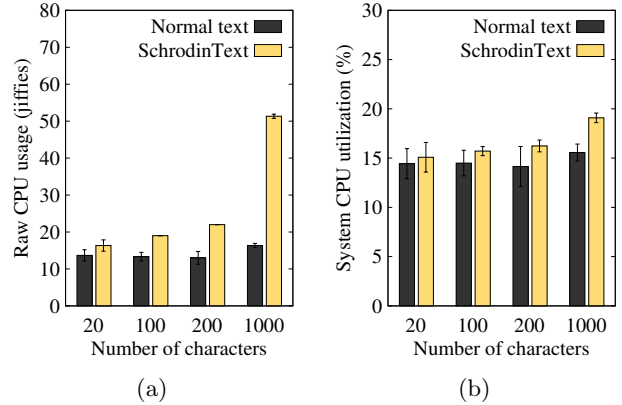 Normal text
SchrodinText
Raw CPU usage (jiffies)
80
70
60
50
40
30
20
10
0
20 100 200 1000
Number of characters
(a)
Normal text
SchrodinText
System CPU utilization (%)
30
25
20
15
10
5
0
20 100 200 1000
Number of characters
(b)